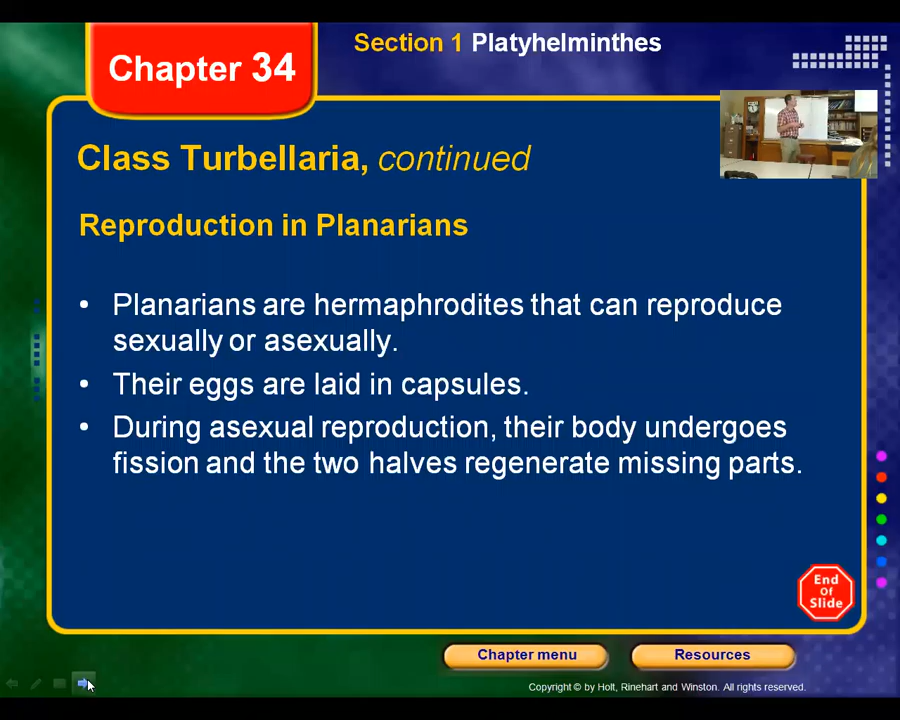 Chapter 34
Section 1 Platyhelminthes
Class Turbellaria, continued
Reproduction in Planarians
• Planarians are hermaphrodites that can reproduce
sexually or asexually.
• Their eggs are laid in capsules.
• During asexual reproduction, their body undergoes
fission and the two halves regenerate missing parts.
End
Of
Slide
Chapter menu
Resources
Copyright © by Holt, Rinehart and Winston. All rights reserved.